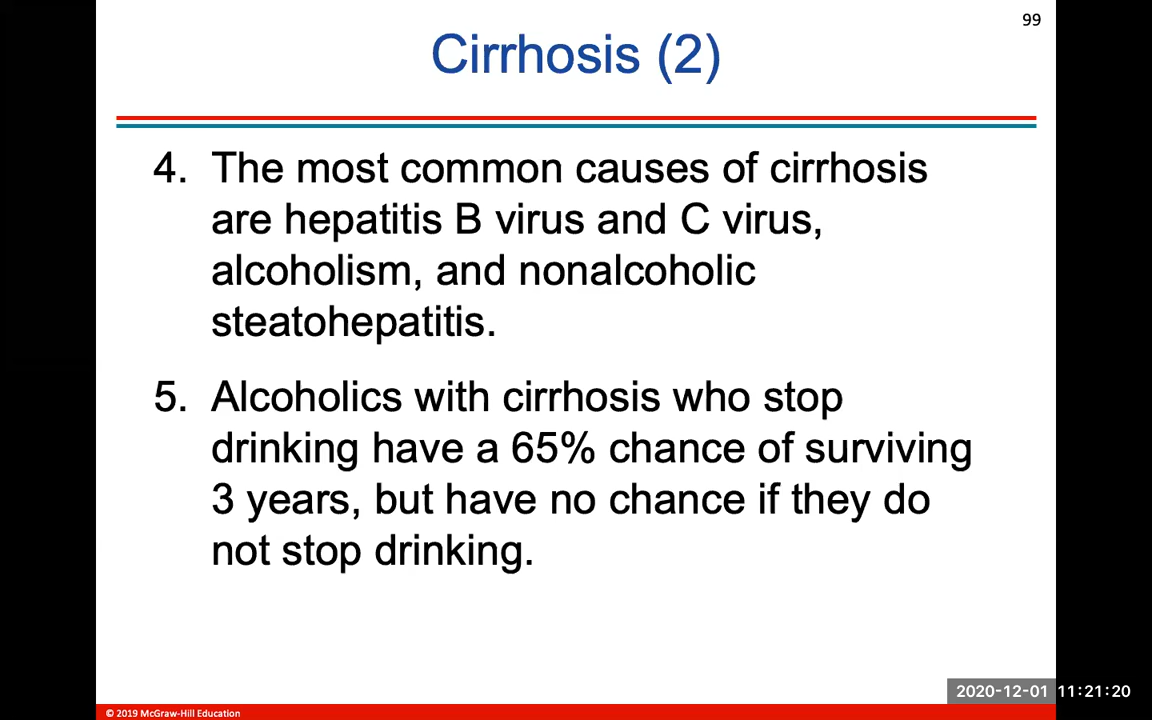 99
Cirrhosis (2)
4. The most common causes of cirrhosis
are hepatitis B virus and C virus,
alcoholism, and nonalcoholic
steatohepatitis.
5. Alcoholics with cirrhosis who stop
drinking have a 65% chance of surviving
3 years, but have no chance if they do
not stop drinking.
2020-12-01 11:21:20
© 2019 McGraw-Hill Education